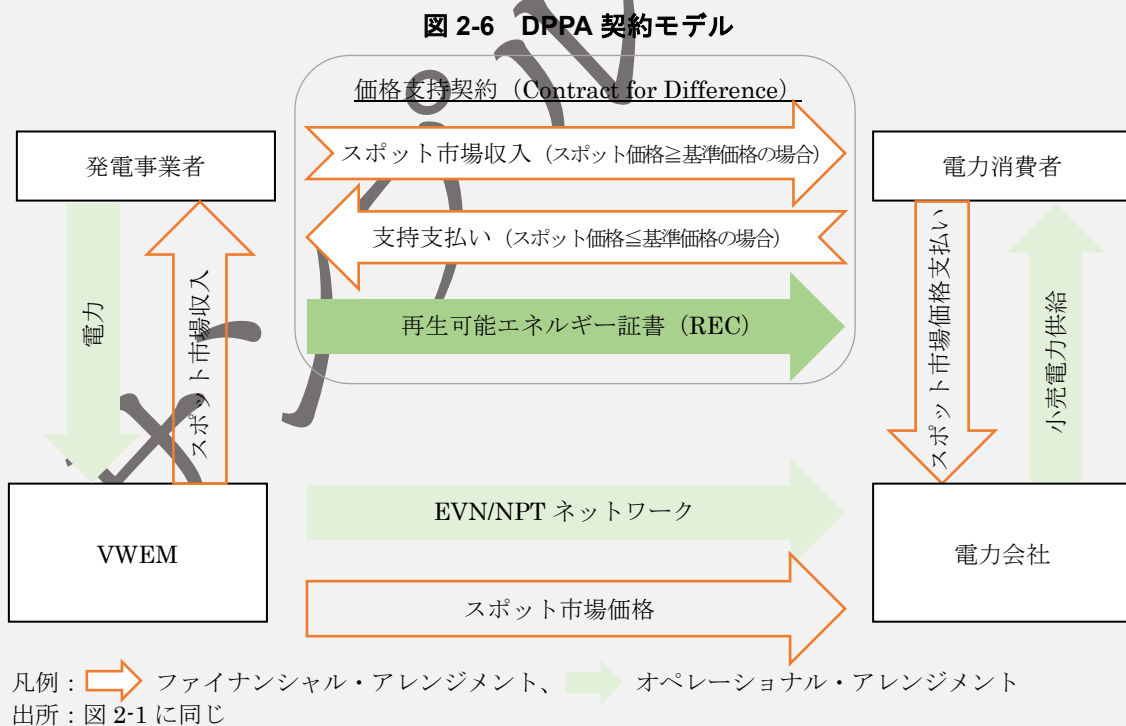 図 2-6 DPPA 契約モデル
価格支持契約（Contract for Difference）
スポット市場収入（スポット価格≧基準価格の場合）
発電事業者
電力消費者
支持支払い（スポット価格≦基準価格の場合）
再生可能エネルギー証書（REC）
電力
スポット市場収入
スポット市場価格支払い
小売電力供給
EVN/NPT ネットワーク
VWEM
電力会社
スポット市場価格
凡例：ファイナンシャル・アレンジメント、オペレーショナル・アレンジメント
出所：図 2-1 に同じ